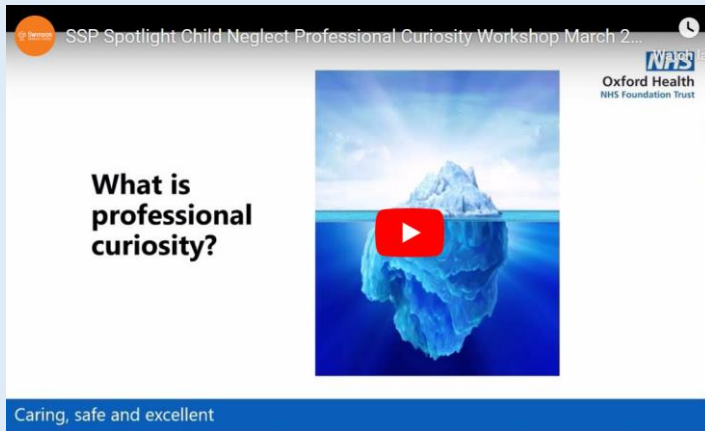 SSP Spotlight Child Neglect Professional Curiosity Workshop March 2...
NHS
Oxford Health
NHS Foundation Trust
What is
professional
curiosity?
Caring, safe and excellent